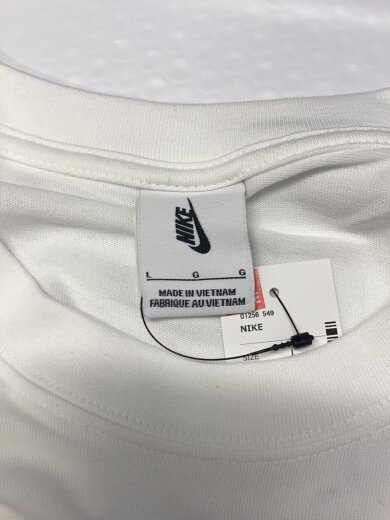 NIKE
L G G
MADE IN VIETNAM
FABRIQUE AU VIETNAM
01256 549
NIKE
SIZE